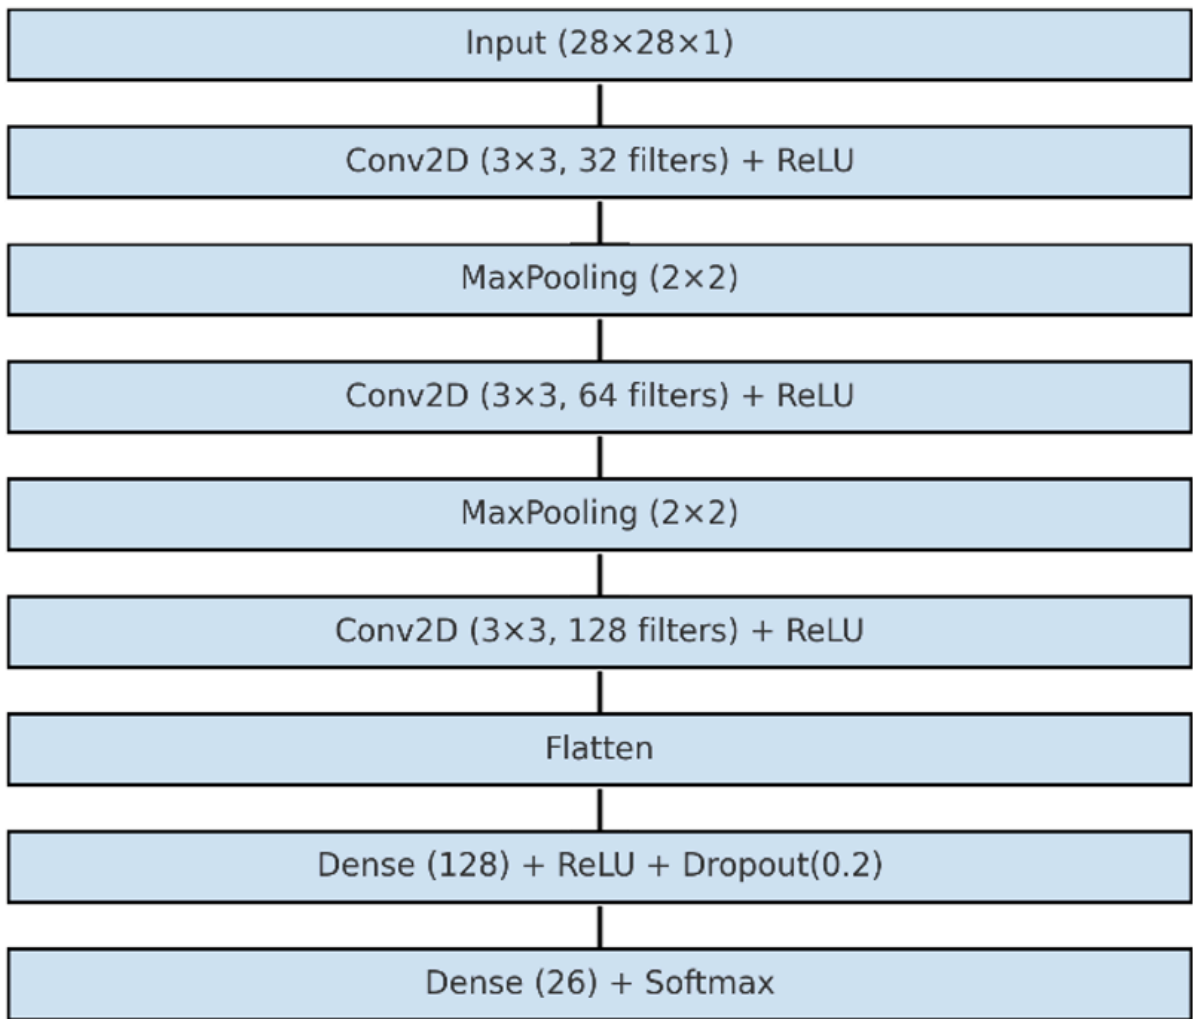 Input (28×28×1)
Conv2D (3×3, 32 filters) + ReLU
MaxPooling (2×2)
Conv2D (3×3, 64 filters) + ReLU
MaxPooling (2×2)
Conv2D (3×3, 128 filters) + ReLU
Flatten
Dense (128) + ReLU + Dropout(0.2)
Dense (26) + Softmax